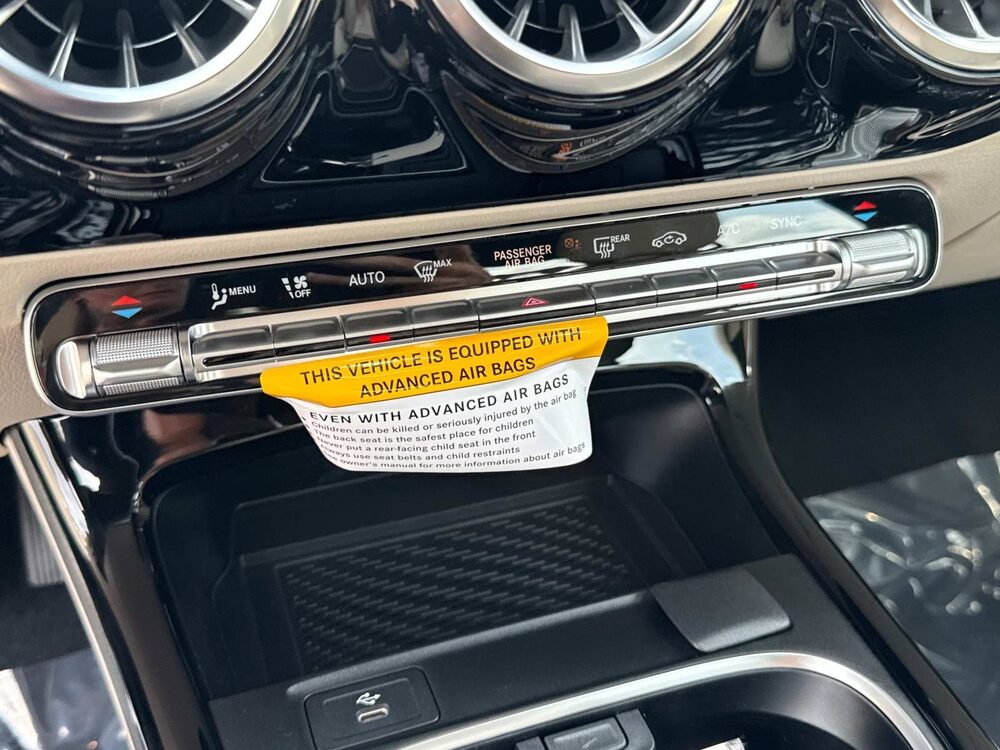 MENU
OFF
AUTO
MAX
PASSENGER
AIR BAG
REAR
A/C
SYNC
THIS VEHICLE IS EQUIPPED WITH
ADVANCED AIR BAGS
EVEN WITH ADVANCED AIR BAGS
Children can be killed or seriously injured by the air bag
The back seat is the safest place for children
Never put a rear-facing child seat in the front
Always use seat belts and child restraints
owner's manual for more information about air bags